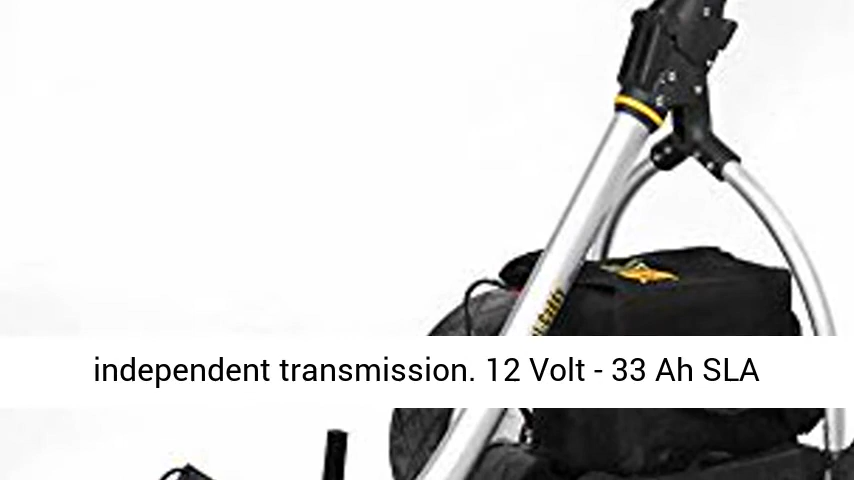 independent transmission. 12 Volt - 33 Ah SLA